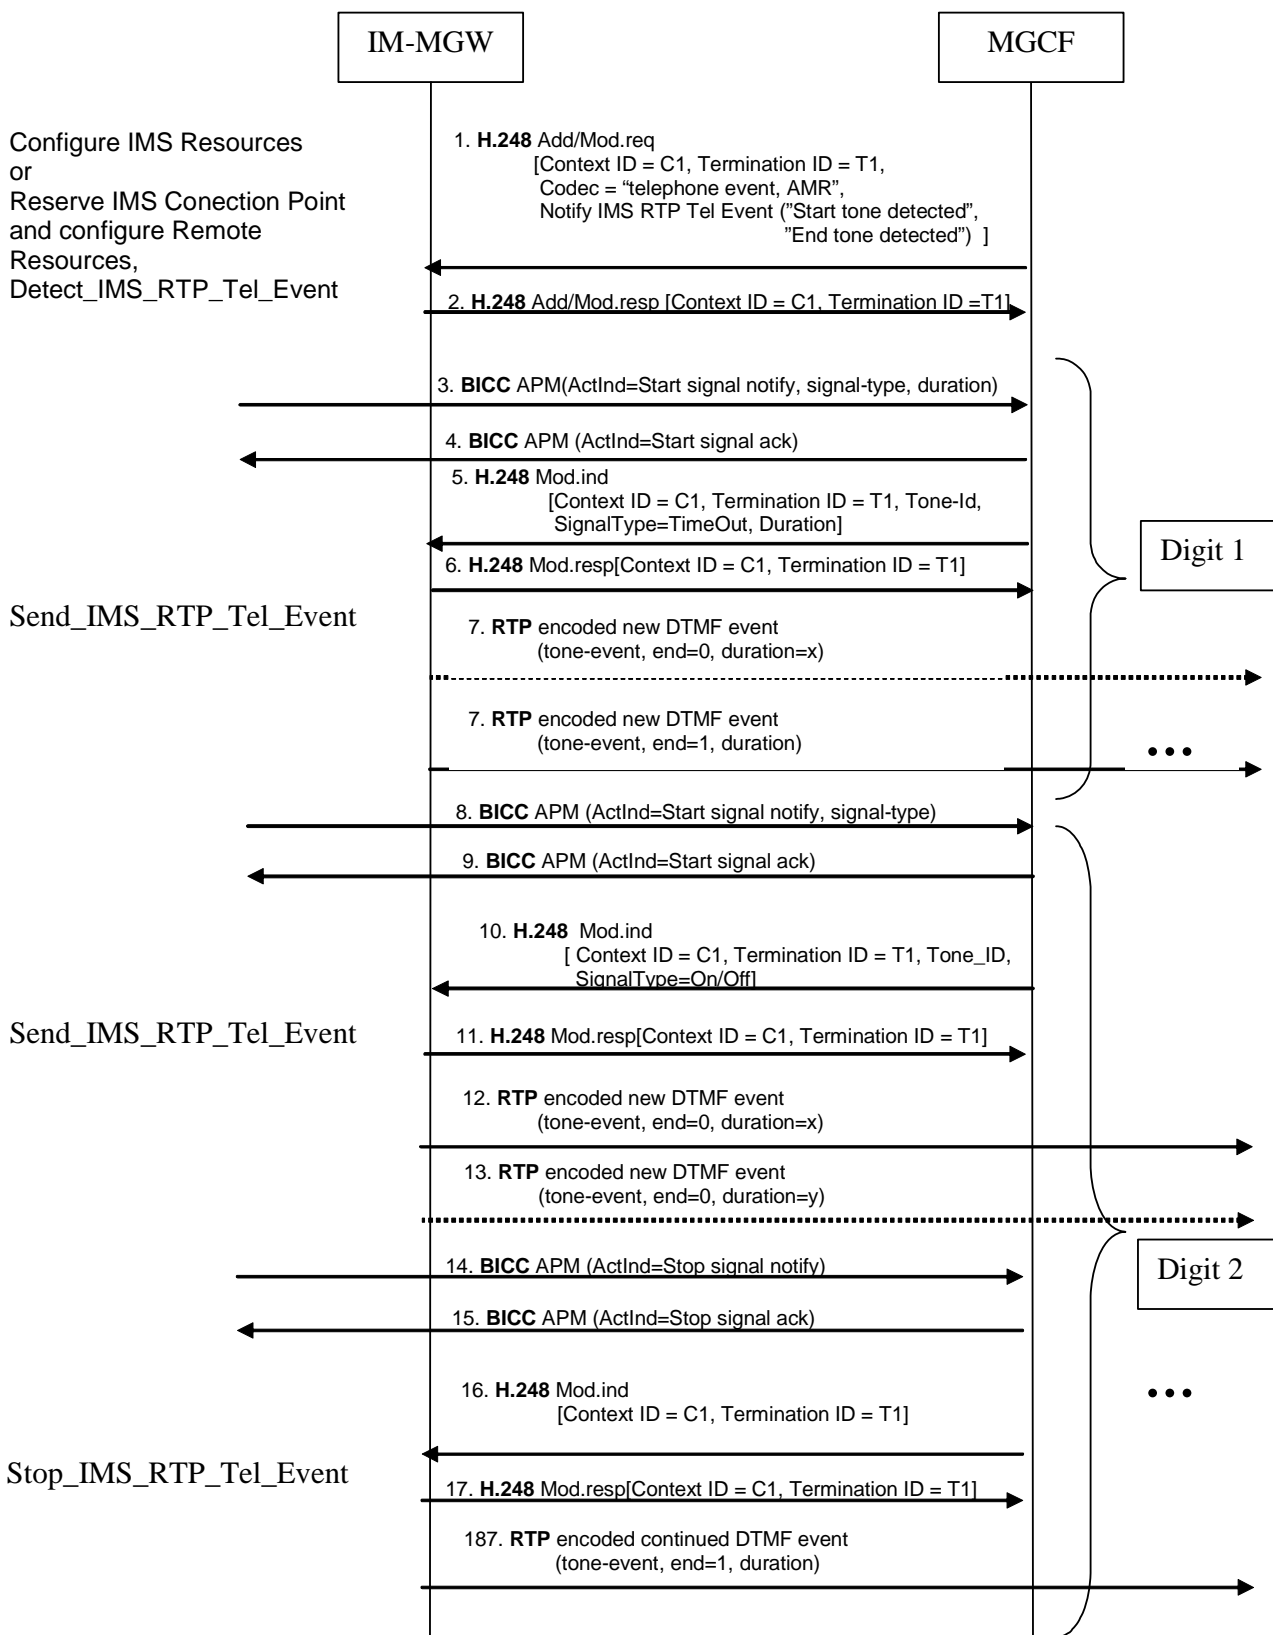 IM-MGW
MGCF
Configure IMS Resources
or
Reserve IMS Conection Point
and configure Remote
Resources,
Detect_IMS_RTP_Tel_Event
1. H.248 Add/Mod.req
[Context ID = C1, Termination ID = T1,
Codec = “telephone event, AMR”,
Notify IMS RTP Tel Event (”Start tone detected”,
”End tone detected”) ]
2. H.248 Add/Mod.resp [Context ID = C1, Termination ID =T1]
3. BICC APM(ActInd=Start signal notify, signal-type, duration)
4. BICC APM (ActInd=Start signal ack)
5. H.248 Mod.ind
[Context ID = C1, Termination ID = T1, Tone-Id,
SignalType=TimeOut, Duration]
Digit 1
6. H.248 Mod.resp[Context ID = C1, Termination ID = T1]
Send_IMS_RTP_Tel_Event
7. RTP encoded new DTMF event
(tone-event, end=0, duration=x)
7. RTP encoded new DTMF event
(tone-event, end=1, duration)
...
8. BICC APM (ActInd=Start signal notify, signal-type)
9. BICC APM (ActInd=Start signal ack)
10. H.248 Mod.ind
[ Context ID = C1, Termination ID = T1, Tone_ID,
SignalType=On/Off]
Send_IMS_RTP_Tel_Event
11. H.248 Mod.resp[Context ID = C1, Termination ID = T1]
12. RTP encoded new DTMF event
(tone-event, end=0, duration=x)
13. RTP encoded new DTMF event
(tone-event, end=0, duration=y)
14. BICC APM (ActInd=Stop signal notify)
Digit 2
15. BICC APM (ActInd=Stop signal ack)
16. H.248 Mod.ind
[Context ID = C1, Termination ID = T1]
...
Stop_IMS_RTP_Tel_Event
17. H.248 Mod.resp[Context ID = C1, Termination ID = T1]
187. RTP encoded continued DTMF event
(tone-event, end=1, duration)